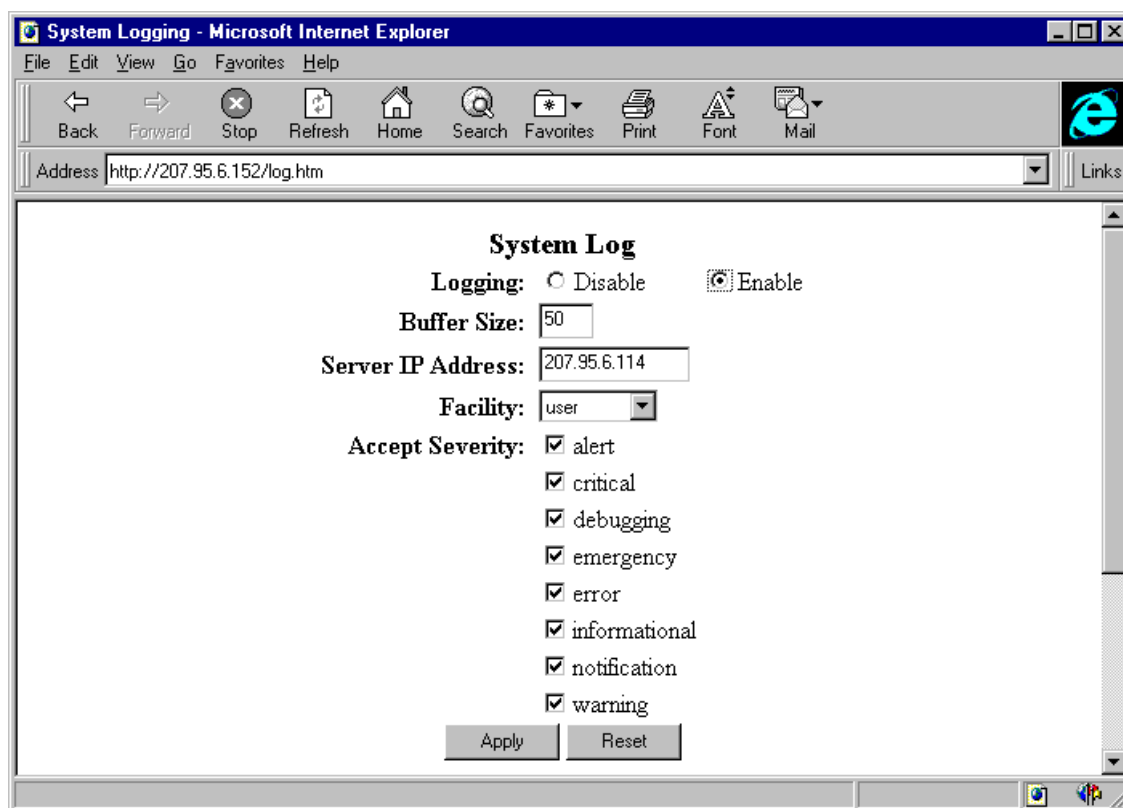 System Logging - Microsoft Internet Explorer
File Edit View Go Favorites Help
Back Forward Stop Refresh Home Search Favorites Print Font Mail
Address http://207.95.6.152/log.htm Links
System Log
Logging: Disable Enable
Buffer Size: 50
Server IP Address: 207.95.6.114
Facility: user
Accept Severity: alert
critical
debugging
emergency
error
informational
notification
warning
Apply Reset